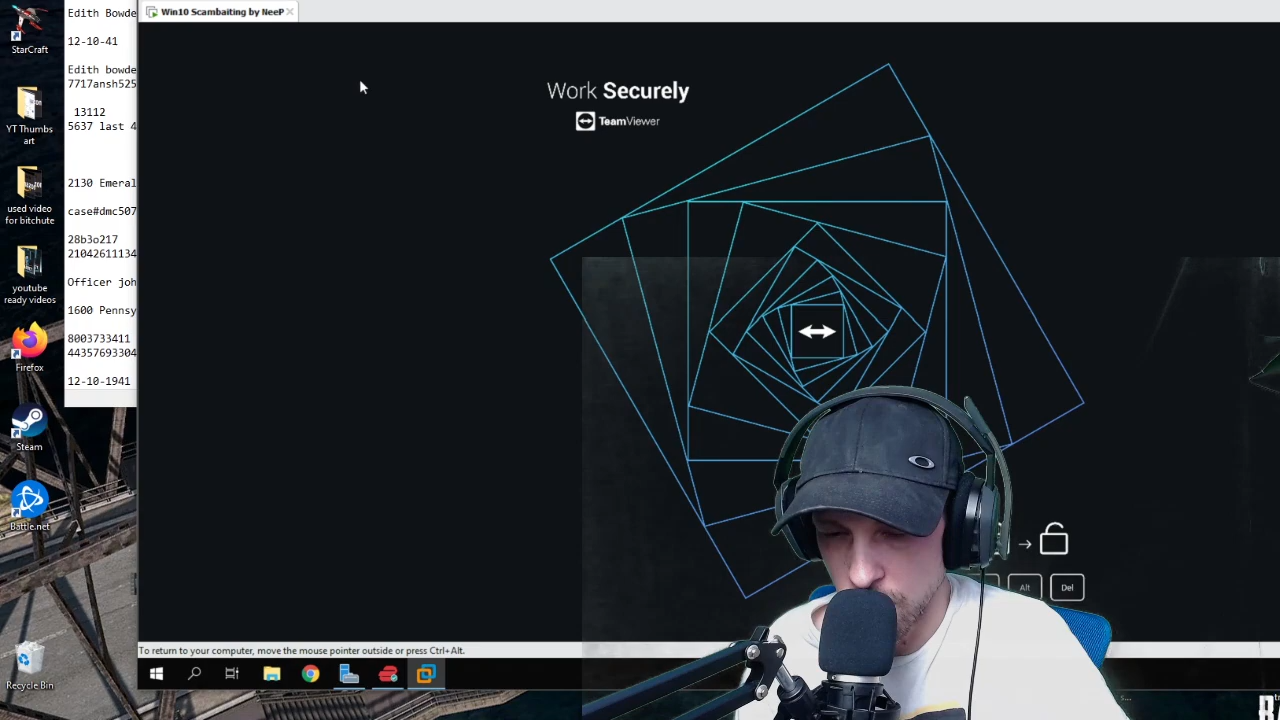 StarCraft
YT Thumbs
art
used video
for bitchute
youtube
ready videos
Firefox
Steam
Battle.net
Recycle Bin
Edith Bowde
12-10-41
Edith bowde
7717ansh525
13112
5637 last 4
2130 Emeral
case#dmc507
28b3o217
21042611134
Officer joh
1600 Pennsy
8003733411
44357693304
12-10-1941
Win10 Scambaiting by NeeP
Work Securely
TeamViewer
Alt
Del
To return to your computer, move the mouse pointer outside or press Ctrl+Alt.